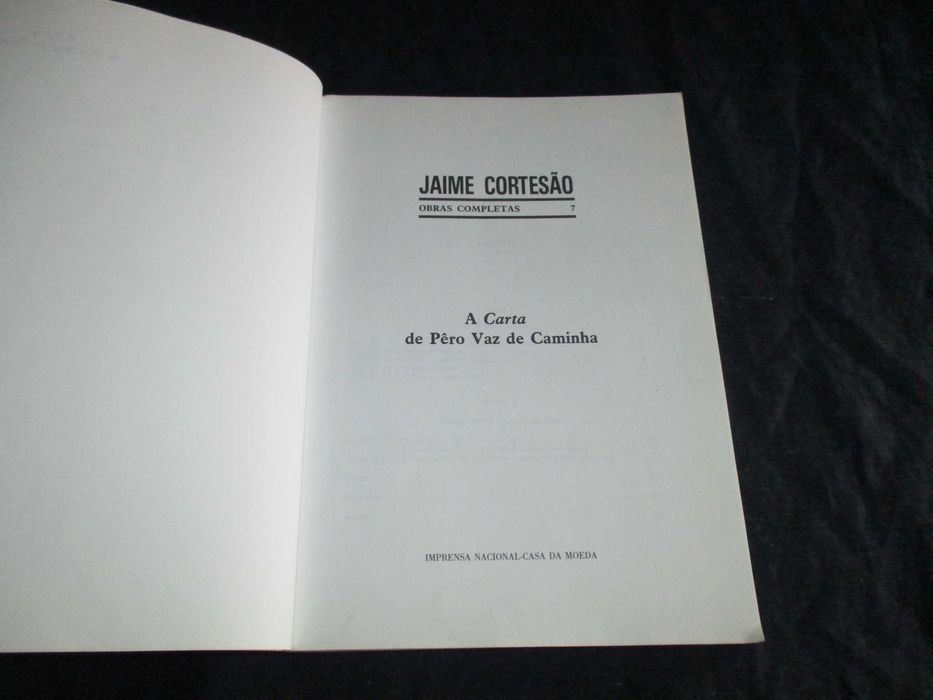 JAIME CORTESÃO
OBRAS COMPLETAS 7
A Carta
de Pêro Vaz de Caminha
IMPRENSA NACIONAL-CASA DA MOEDA